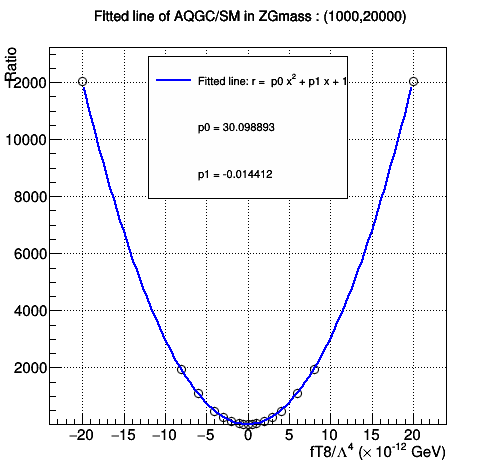 FItted line of AQGC/SM in ZGmass : (1000,20000)
Ratio
Fitted line: r = p0 x² + p1 x + 1
p0 = 30.098893
p1 = -0.014412
12000
10000
8000
6000
4000
2000
−20 −15 −10 −5 0 5 10 15 20
fT8/Λ⁴ (× 10⁻¹² GeV)